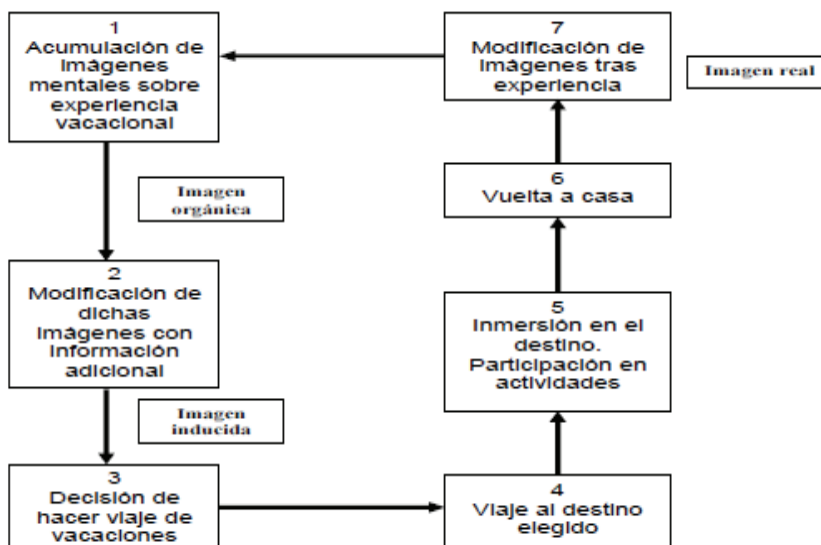 1
Acumulación de
imágenes
mentales sobre
experiencia
vacacional
Imagen
orgánica
2
Modificación de
dichas
imágenes con
información
adicional
Imagen
inducida
3
Decisión de
hacer viaje de
vacaciones
4
Viaje al destino
elegido
5
Inmersión en el
destino.
Participación en
actividades
6
Vuelta a casa
7
Modificación de
imágenes tras
experiencia
Imagen real